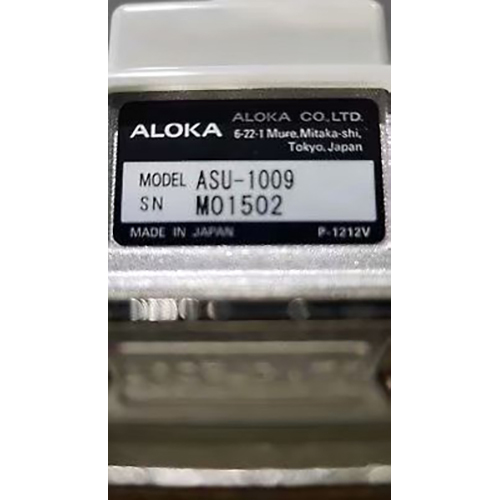 ALOKA
ALOKA CO.,LTD.
6-22-1 Mure, Mitaka-shi,
Tokyo, Japan
MODEL ASU-1009
SN M01502
MADE IN JAPAN P-1212V